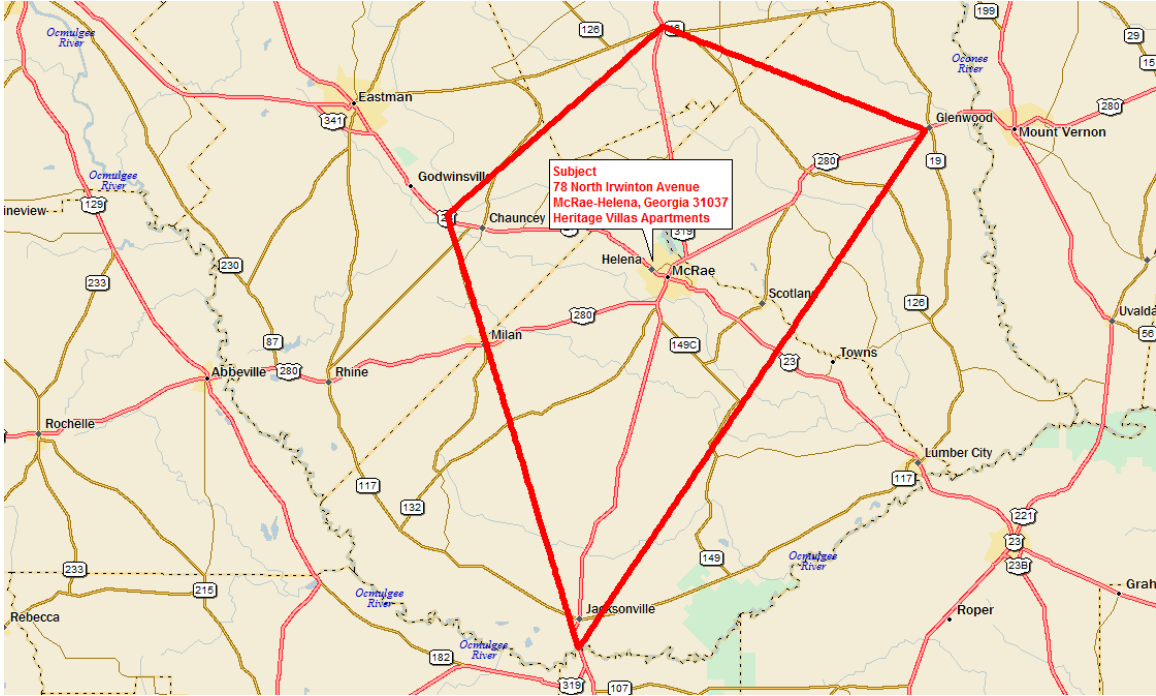 Ocmulgee
River
126
46
199
29
Oconee
River
15
Eastman
280
341
Glenwood
Mount Vernon
19
280
Subject
78 North Irwinton Avenue
McRae-Helena, Georgia 31037
Heritage Villas Apartments
Ocmulgee
River
Godwinsville
129
ineview
Chauncey
319
230
Helena
McRae
233
Scotland
126
280
Uvalda
56
Milan
87
149C
Towns
23
280
Rhine
Abbeville
Rochelle
Lumber City
117
117
132
221
23
23B
149
Ocmulgee
River
233
215
Ocmulgee
River
Grah
Jacksonville
Roper
Rebecca
Ocmulgee
River
182
319
107